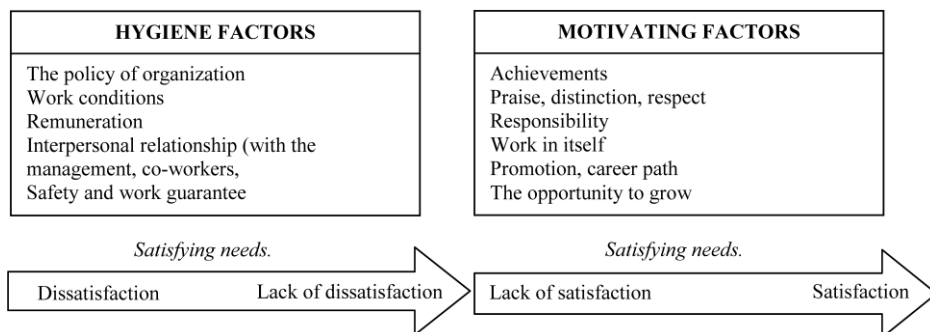 HYGIENE FACTORS
The policy of organization
Work conditions
Remuneration
Interpersonal relationship (with the
management, co-workers,
Safety and work guarantee
MOTIVATING FACTORS
Achievements
Praise, distinction, respect
Responsibility
Work in itself
Promotion, career path
The opportunity to grow
Satisfying needs.
Dissatisfaction
Lack of dissatisfaction
Satisfying needs.
Lack of satisfaction
Satisfaction